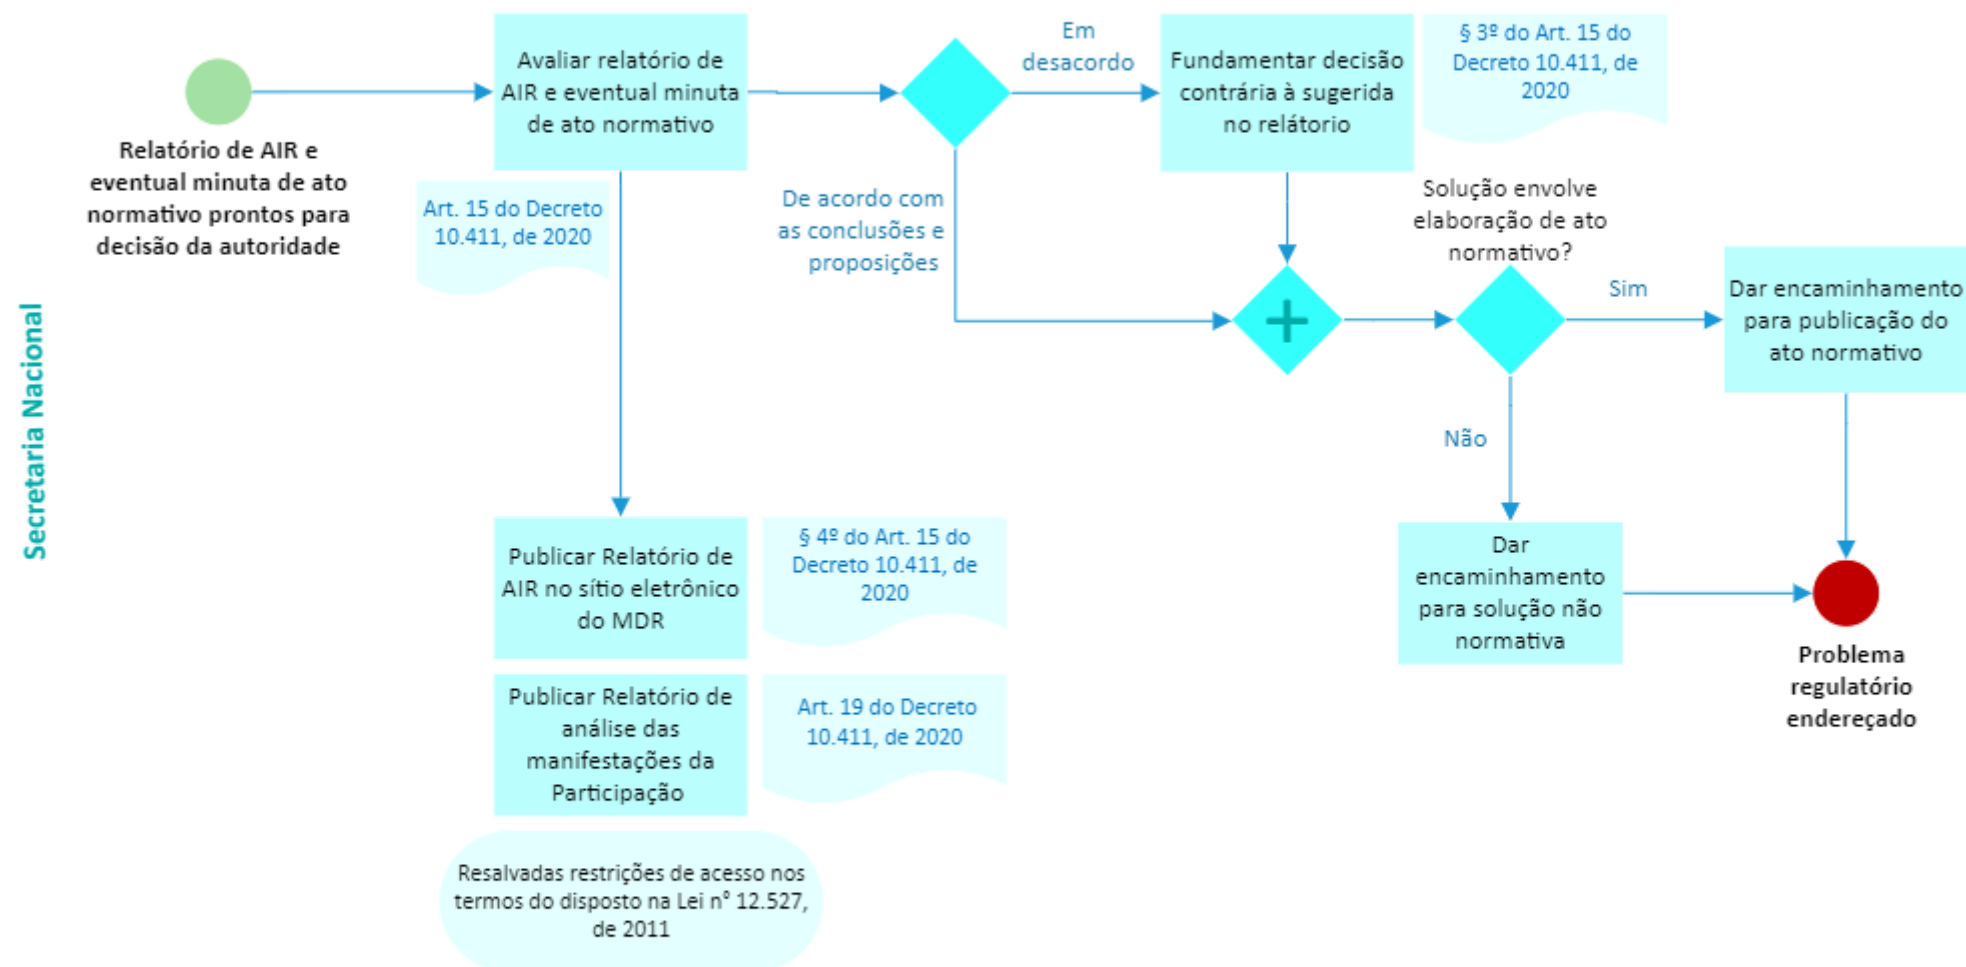 Secretaria Nacional
Relatório de AIR e
eventual minuta de ato
normativo prontos para
decisão da autoridade
Avaliar relatório de
AIR e eventual minuta
de ato normativo
Art. 15 do Decreto
10.411, de 2020
Em
desacordo
De acordo com
as conclusões e
proposições
Fundamentar decisão
contrária à sugerida
no relátorio
§ 3º do Art. 15 do
Decreto 10.411, de
2020
Solução envolve
elaboração de ato
normativo?
Sim
Dar encaminhamento
para publicação do
ato normativo
Não
Dar
encaminhamento
para solução não
normativa
Problema
regulatório
endereçado
Publicar Relatório de
AIR no sítio eletrônico
do MDR
§ 4º do Art. 15 do
Decreto 10.411, de
2020
Publicar Relatório de
análise das
manifestações da
Participação
Art. 19 do Decreto
10.411, de 2020
Resalvadas restrições de acesso nos
termos do disposto na Lei n° 12.527,
de 2011